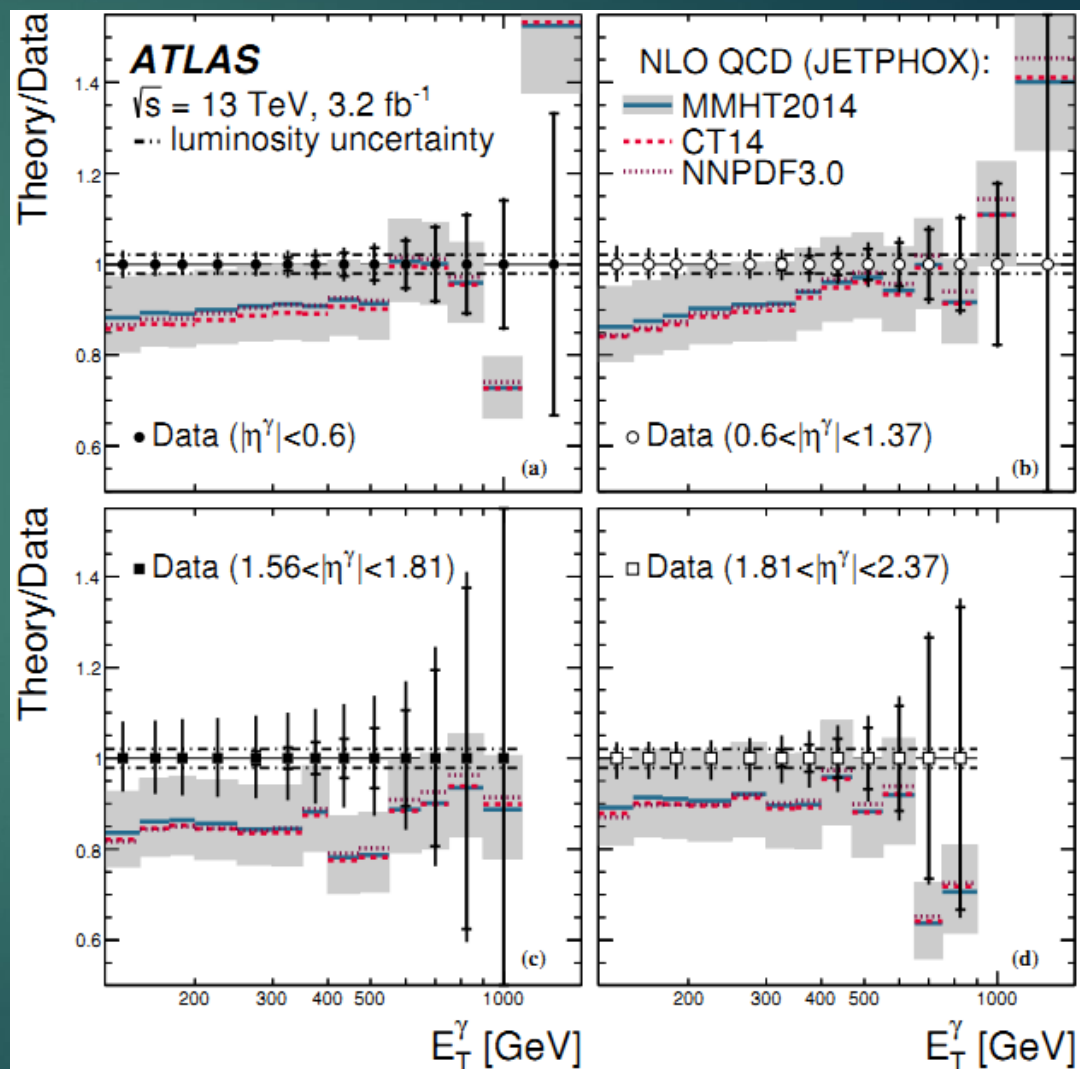 Theory/Data
1.4
1.2
1
0.8
0.6
ATLAS
√s = 13 TeV, 3.2 fb⁻¹
luminosity uncertainty
Data (|η^γ|<0.6)
(a)
NLO QCD (JETPHOX):
MMHT2014
CT14
NNPDF3.0
Data (0.6<|η^γ|<1.37)
(b)
Theory/Data
1.4
1.2
1
0.8
0.6
Data (1.56<|η^γ|<1.81)
(c)
Data (1.81<|η^γ|<2.37)
(d)
200 300 400 500 1000
200 300 400 500 1000
E_T^γ [GeV]
E_T^γ [GeV]